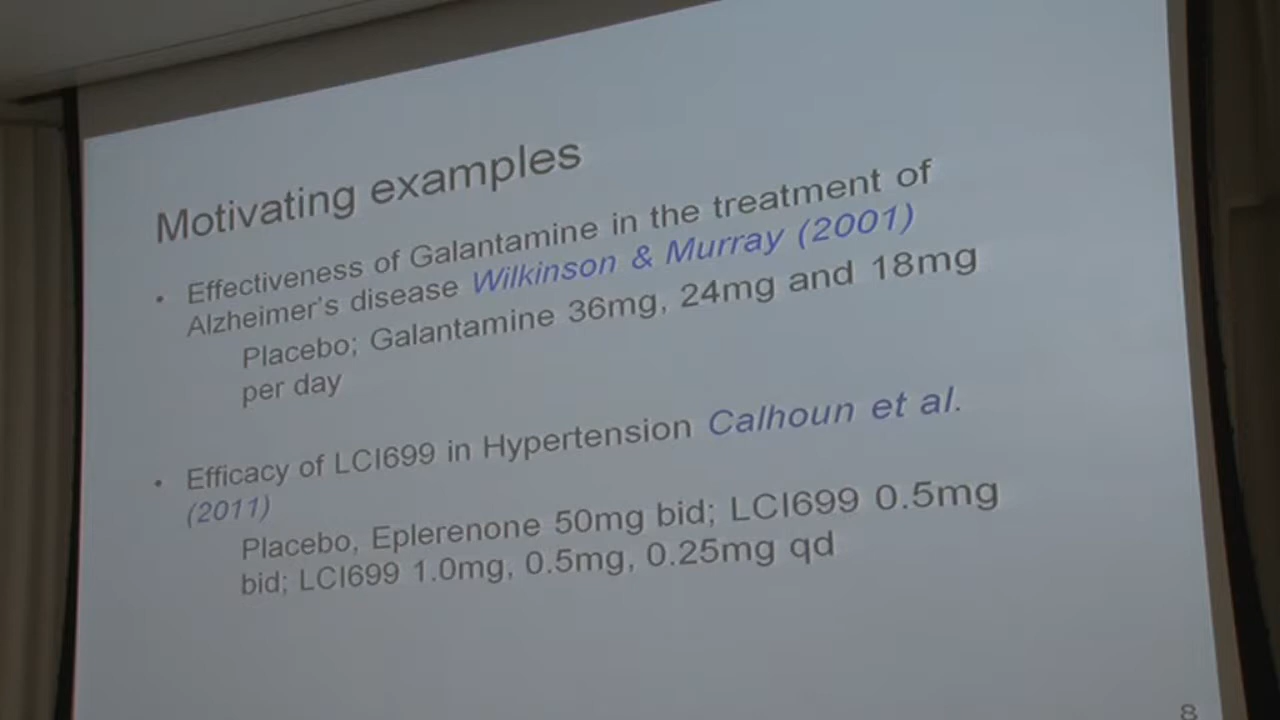 Motivating examples
• Effectiveness of Galantamine in the treatment of
Alzheimer's disease Wilkinson & Murray (2001)
Placebo; Galantamine 36mg, 24mg and 18mg
per day
• Efficacy of LCI699 in Hypertension Calhoun et al.
(2011)
Placebo, Eplerenone 50mg bid; LCI699 0.5mg
bid; LCI699 1.0mg, 0.5mg, 0.25mg qd
8